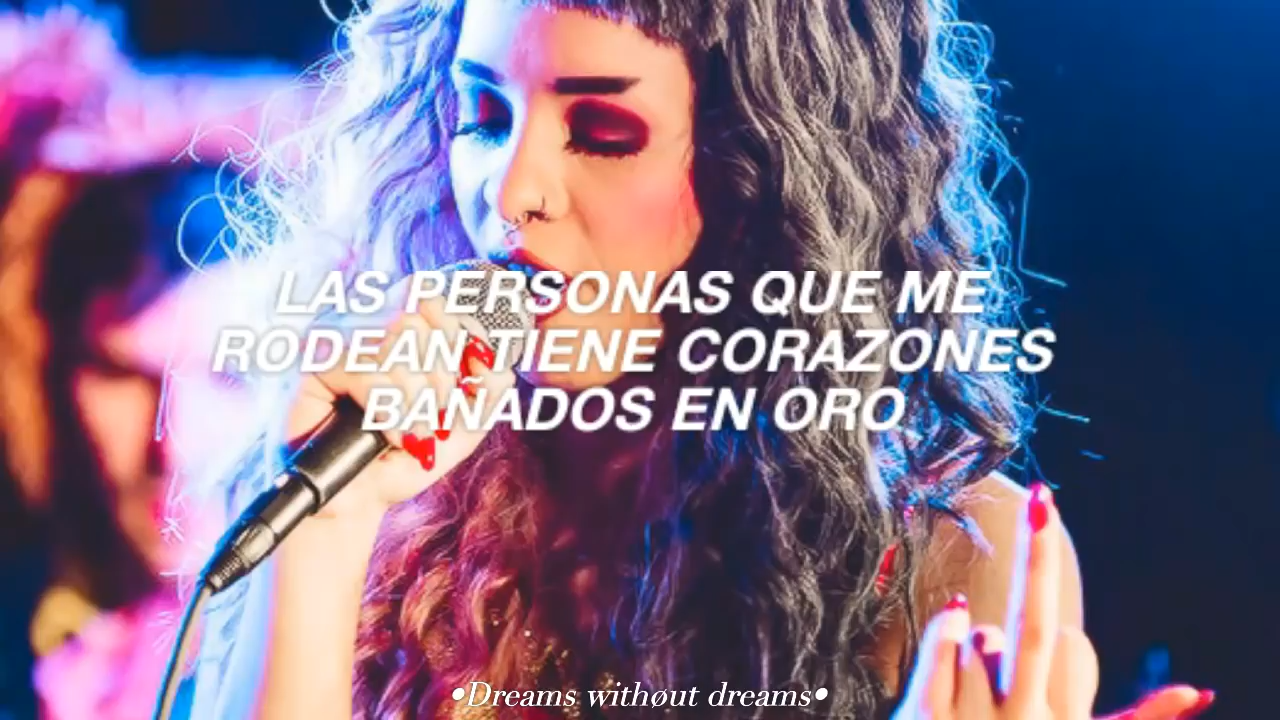 LAS PERSONAS QUE ME
RODEAN TIENE CORAZONES
BAÑADOS EN ORO
•Dreams withøut dreams•